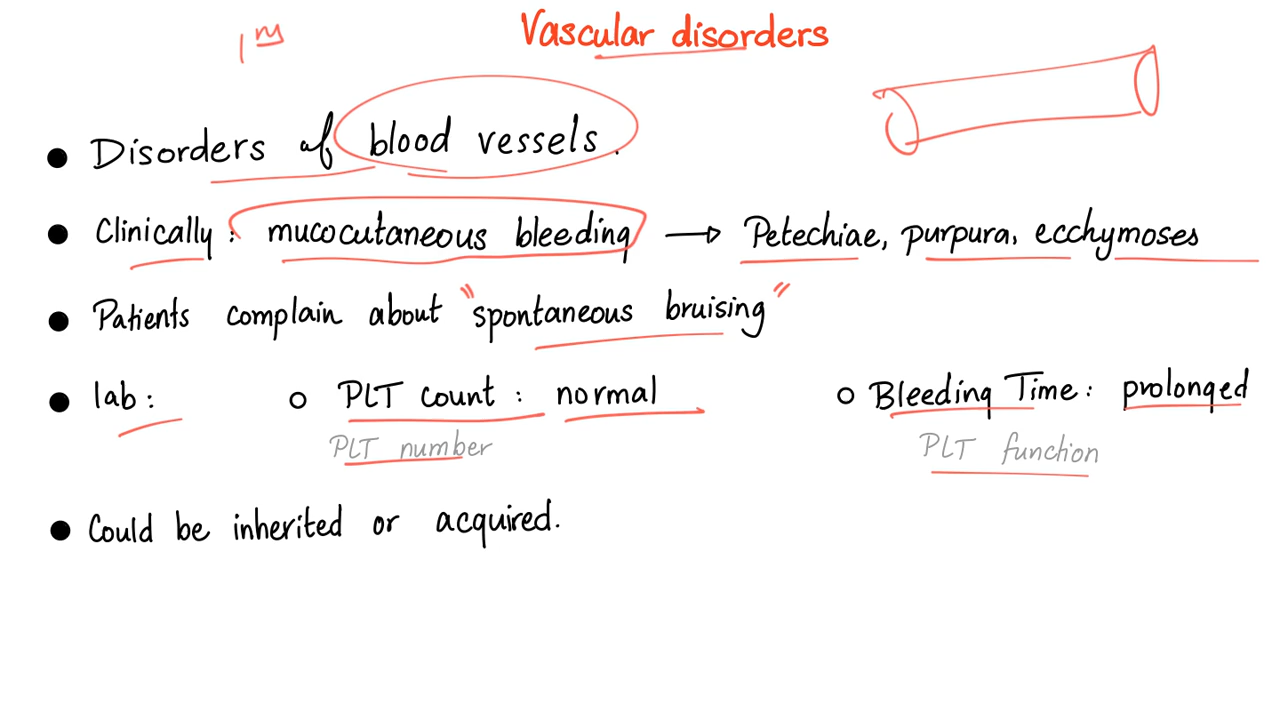 Vascular disorders
1ry
● Disorders of blood vessels.
● Clinically: mucocutaneous bleeding → Petechiae, purpura, ecchymoses
● Patients complain about "spontaneous bruising"
● lab: ○ PLT count: normal ○ Bleeding Time: prolonged
PLT number PLT function
● Could be inherited or acquired.